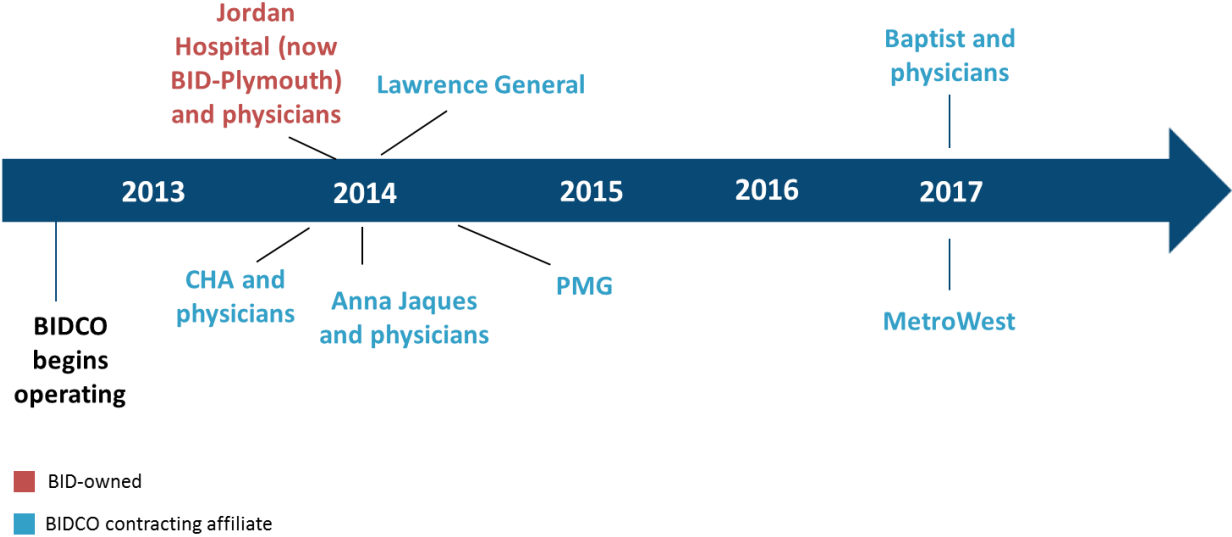 Jordan
Hospital (now
BID-Plymouth)
and physicians
Lawrence General
Baptist and
physicians
2013
2014
2015
2016
2017
CHA and
physicians
Anna Jaques
and physicians
PMG
MetroWest
BIDCO
begins
operating
BID-owned
BIDCO contracting affiliate